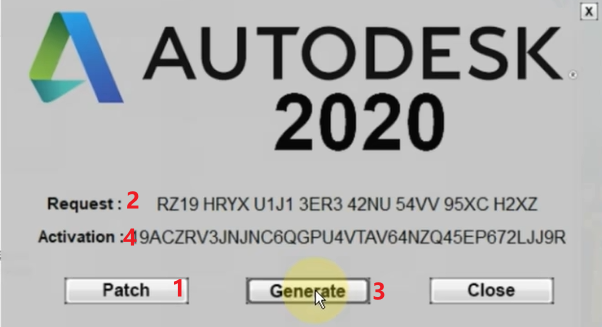 X
AUTODESK
2020
Request : 2 RZ19 HRYX U1J1 3ER3 42NU 54VV 95XC H2XZ
Activation : 4 9ACZRV3JNJNC6QGPU4VTAV64NZQ45EP672LJJ9R
Patch 1 Generate 3 Close